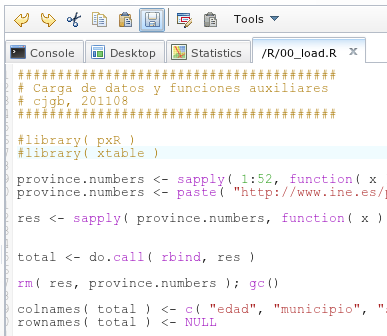 Tools
Console Desktop Statistics /R/00_load.R
########################################
# Carga de datos y funciones auxiliares
# cjgb, 201108
########################################
#library( pxR )
#library( xtable )
province.numbers <- sapply( 1:52, function( x
province.numbers <- paste( "http://www.ine.es/p
res <- sapply( province.numbers, function( x )
total <- do.call( rbind, res )
rm( res, province.numbers ); gc()
colnames( total ) <- c( "edad", "municipio", "
rownames( total ) <- NULL